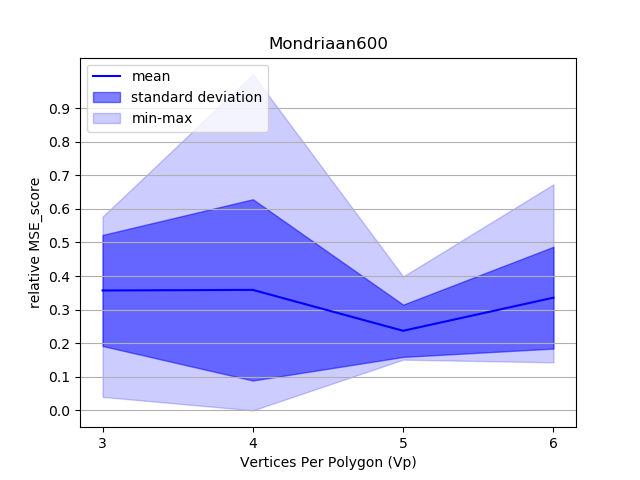 Mondriaan600
mean
standard deviation
min-max
0.9
0.8
0.7
0.6
0.5
0.4
0.3
0.2
0.1
0.0
relative MSE_score
3 4 5 6
Vertices Per Polygon (Vp)